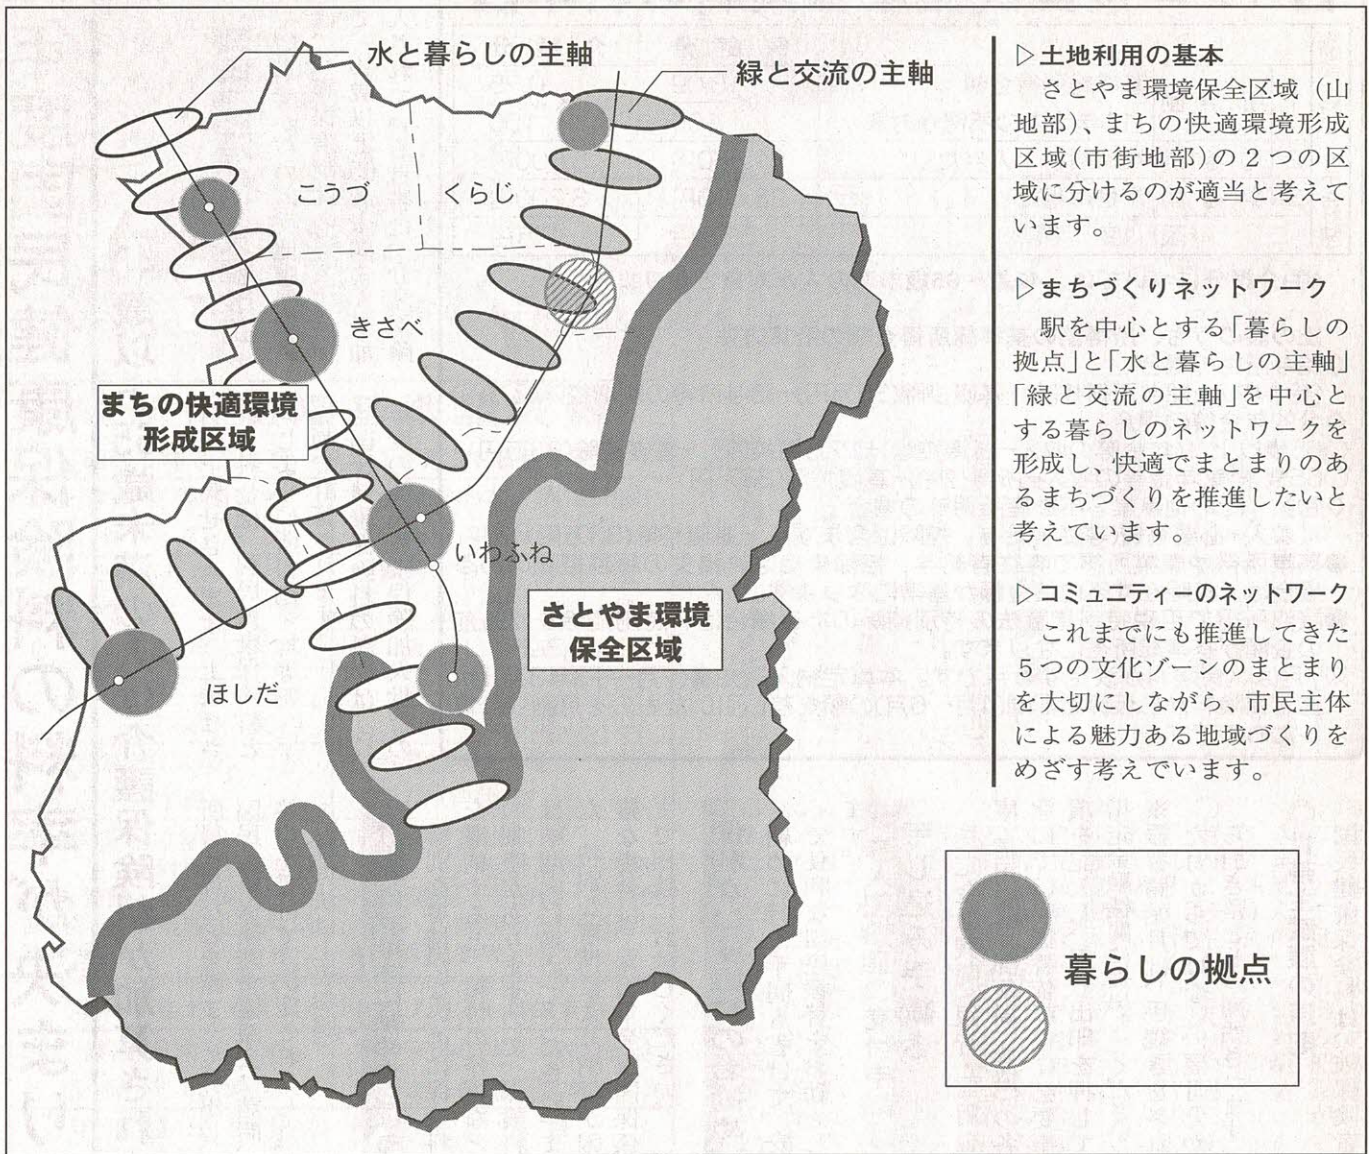 水と暮らしの主軸
緑と交流の主軸
こうづ
くらじ
きさべ
まちの快適環境
形成区域
いわふね
さとやま環境
保全区域
ほしだ
▷土地利用の基本
さとやま環境保全区域（山
地部）、まちの快適環境形成
区域(市街地部)の２つの区
域に分けるのが適当と考えて
います。
▷まちづくりネットワーク
駅を中心とする「暮らしの
拠点」と「水と暮らしの主軸」
「緑と交流の主軸」を中心と
する暮らしのネットワークを
形成し、快適でまとまりのあ
るまちづくりを推進したいと
考えています。
▷コミュニティーのネットワーク
これまでにも推進してきた
５つの文化ゾーンのまとまり
を大切にしながら、市民主体
による魅力ある地域づくりを
めざす考えでいます。
暮らしの拠点